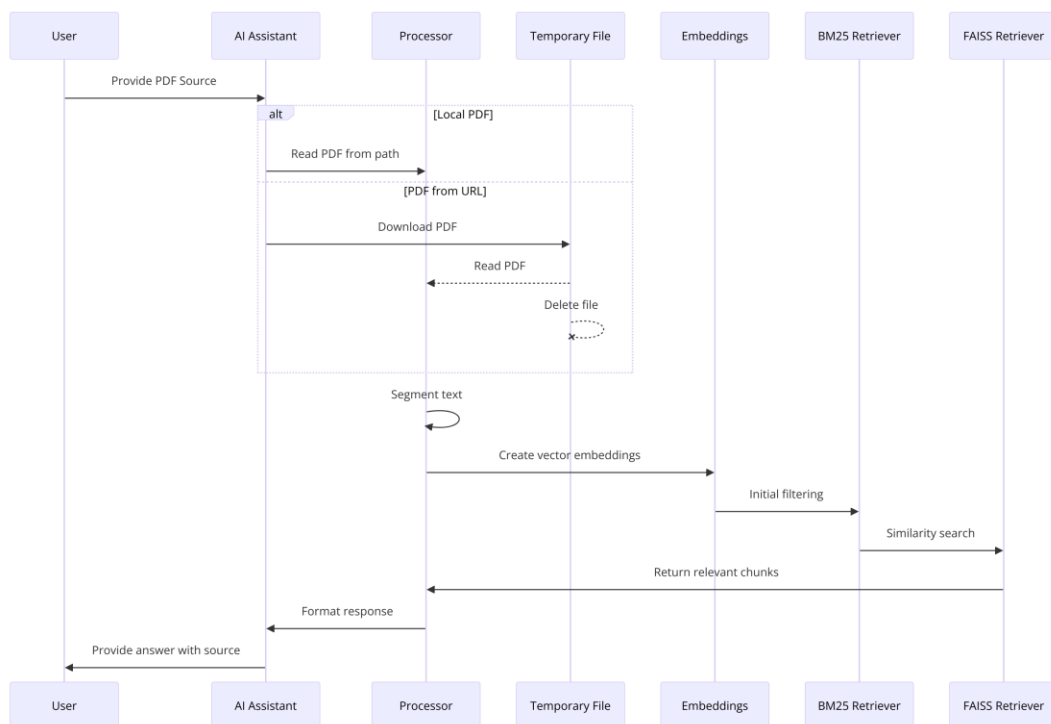 User
AI Assistant
Processor
Temporary File
Embeddings
BM25 Retriever
FAISS Retriever
Provide PDF Source
alt
[Local PDF]
Read PDF from path
[PDF from URL]
Download PDF
Read PDF
Delete file
Segment text
Create vector embeddings
Initial filtering
Similarity search
Return relevant chunks
Format response
Provide answer with source
User
AI Assistant
Processor
Temporary File
Embeddings
BM25 Retriever
FAISS Retriever